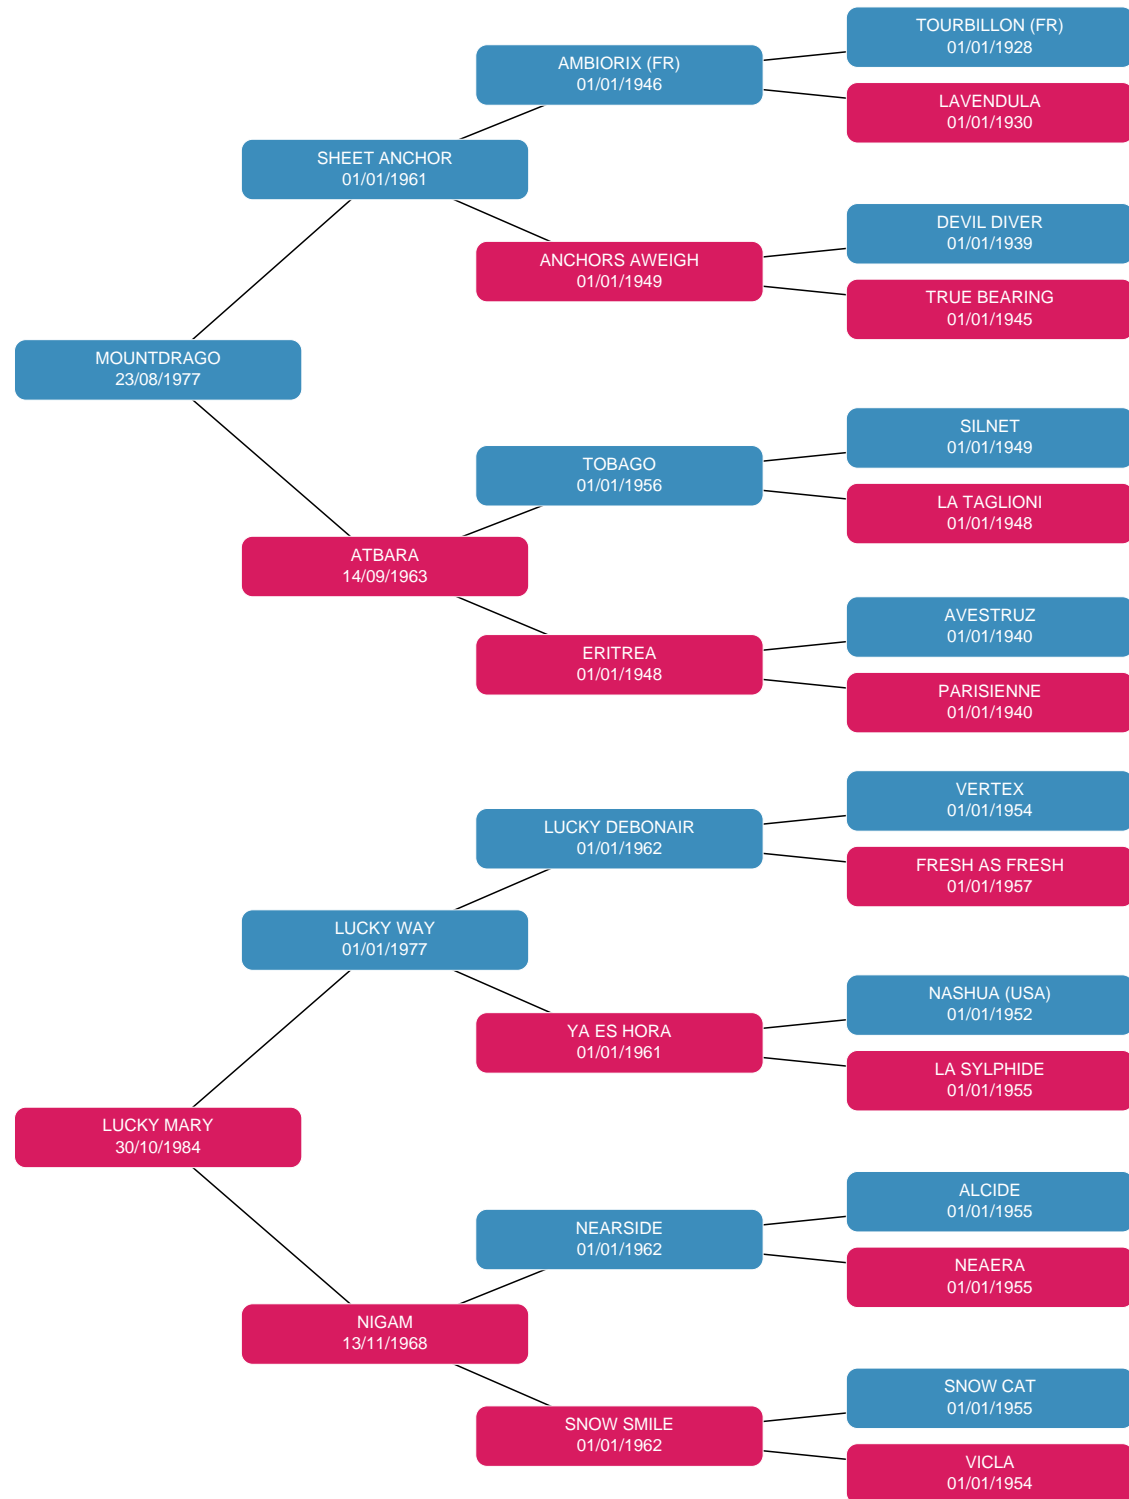 TOURBILLON (FR)
01/01/1928
AMBIORIX (FR)
01/01/1946
LAVENDULA
01/01/1930
SHEET ANCHOR
01/01/1961
DEVIL DIVER
01/01/1939
ANCHORS AWEIGH
01/01/1949
TRUE BEARING
01/01/1945
MOUNTDRAGO
23/08/1977
SILNET
01/01/1949
TOBAGO
01/01/1956
LA TAGLIONI
01/01/1948
ATBARA
14/09/1963
AVESTRUZ
01/01/1940
ERITREA
01/01/1948
PARISIENNE
01/01/1940
VERTEX
01/01/1954
LUCKY DEBONAIR
01/01/1962
FRESH AS FRESH
01/01/1957
LUCKY WAY
01/01/1977
NASHUA (USA)
01/01/1952
YA ES HORA
01/01/1961
LA SYLPHIDE
01/01/1955
LUCKY MARY
30/10/1984
ALCIDE
01/01/1955
NEARSIDE
01/01/1962
NEAERA
01/01/1955
NIGAM
13/11/1968
SNOW CAT
01/01/1955
SNOW SMILE
01/01/1962
VICLA
01/01/1954